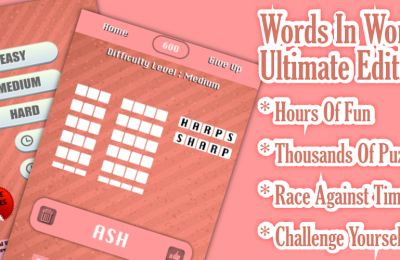 EASY
MEDIUM
HARD
Home
600
Give Up
Difficulty Level : Medium
HARPS
SHARP
ASH
Words In Wor
Ultimate Edit
* Hours Of Fun
* Thousands Of Puz
* Race Against Tim
* Challenge Yoursel